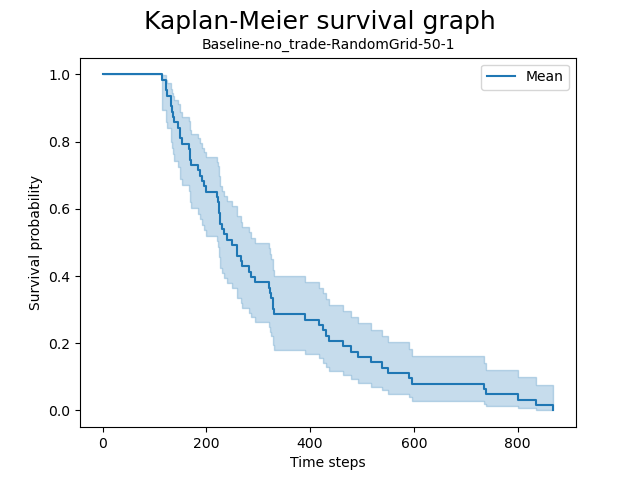 Kaplan-Meier survival graph
Baseline-no_trade-RandomGrid-50-1
Mean
Survival probability
1.0
0.8
0.6
0.4
0.2
0.0
0 200 400 600 800
Time steps